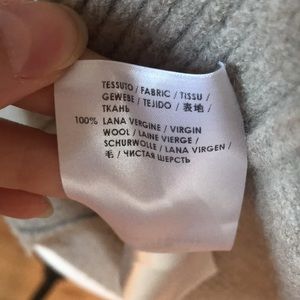 TESSUTO / FABRIC / TISSU /
GEWEBE / TEJIDO / 表地 /
ТКАНЬ
100% LANA VERGINE / VIRGIN
WOOL / LAINE VIERGE /
SCHURWOLLE / LANA VIRGEN /
毛 / ЧИСТАЯ ШЕРСТЬ